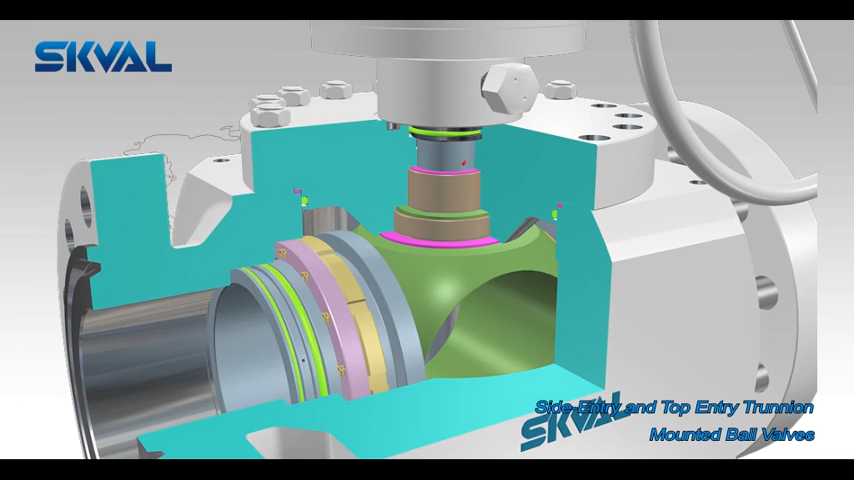 SKVAL
Side-Entry and Top Entry Trunnion
SKVAL
Mounted Ball Valves